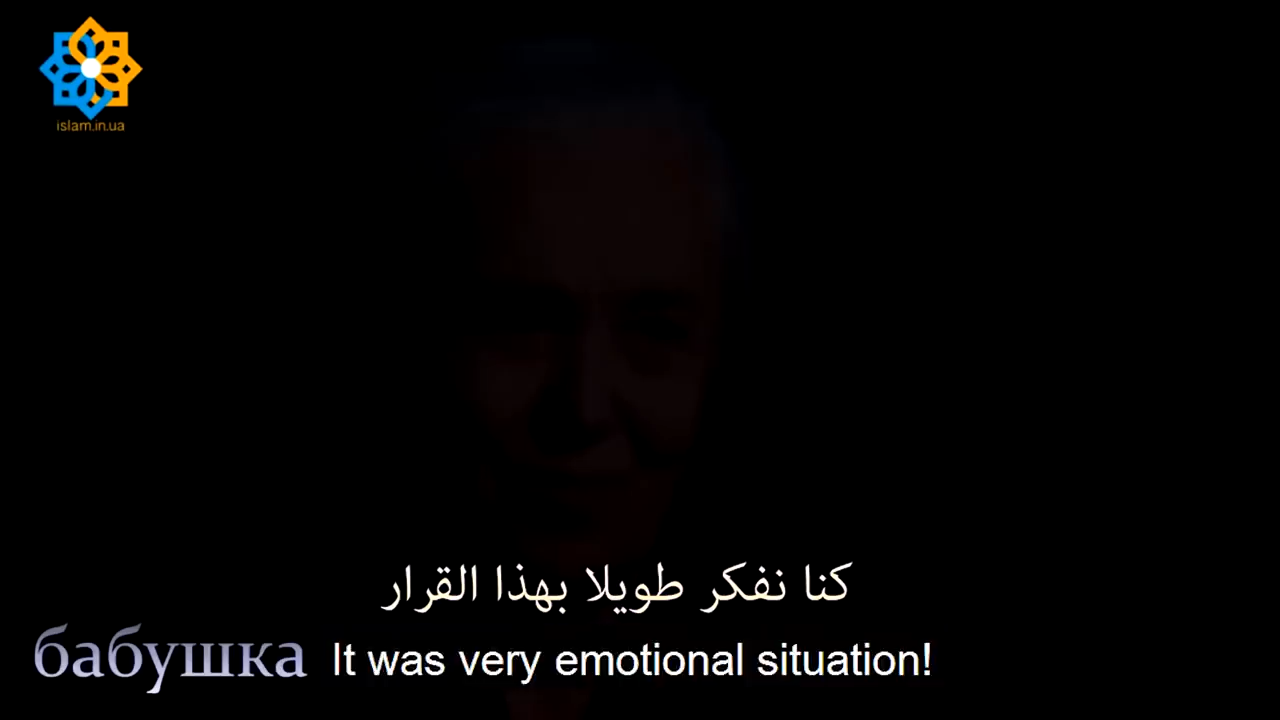 islam.in.ua
كنا نفكر طويلا بهذا القرار
бабушка
It was very emotional situation!